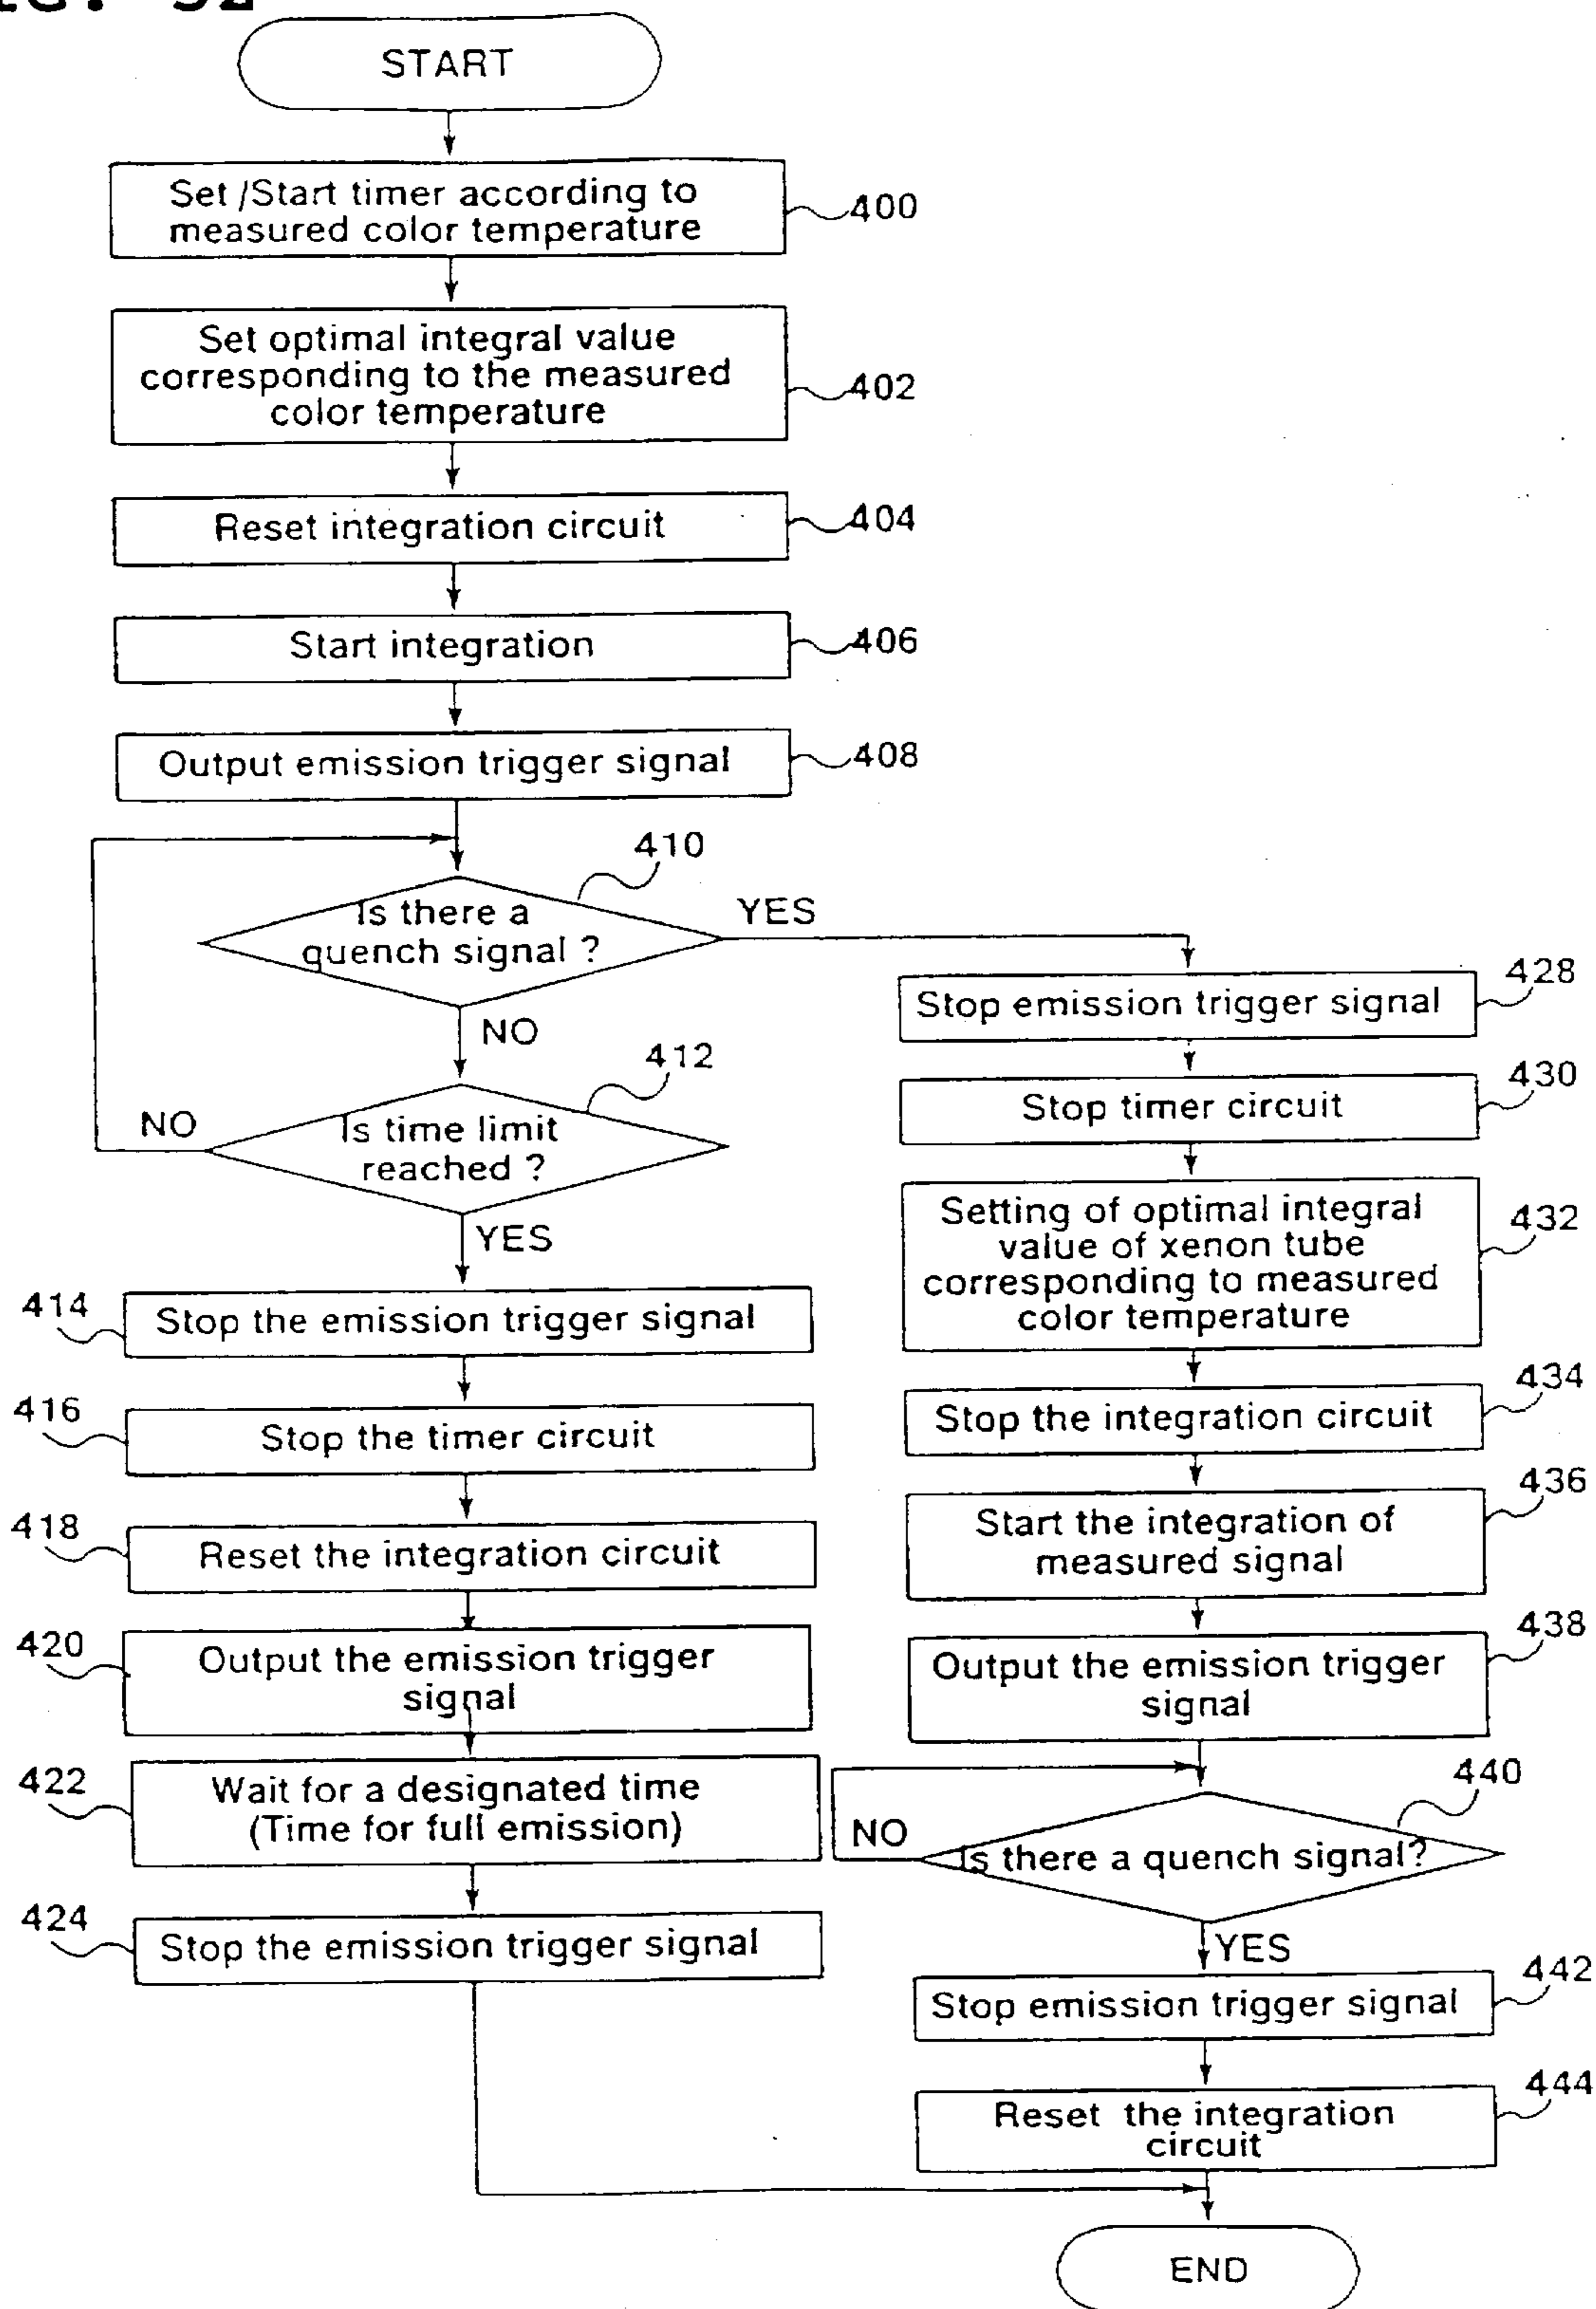 START
Set /Start timer according to
measured color temperature
400
Set optimal integral value
corresponding to the measured
color temperature
402
Reset integration circuit
404
Start integration
406
Output emission trigger signal
408
410
Is there a
quench signal ?
YES
NO
412
Is time limit
reached ?
NO
YES
414
Stop the emission trigger signal
416
Stop the timer circuit
418
Reset the integration circuit
420
Output the emission trigger
signal
422
Wait for a designated time
(Time for full emission)
424
Stop the emission trigger signal
428
Stop emission trigger signal
430
Stop timer circuit
432
Setting of optimal integral
value of xenon tube
corresponding to measured
color temperature
434
Stop the integration circuit
436
Start the integration of
measured signal
438
Output the emission trigger
signal
440
Is there a quench signal?
NO
YES
442
Stop emission trigger signal
444
Reset the integration
circuit
END